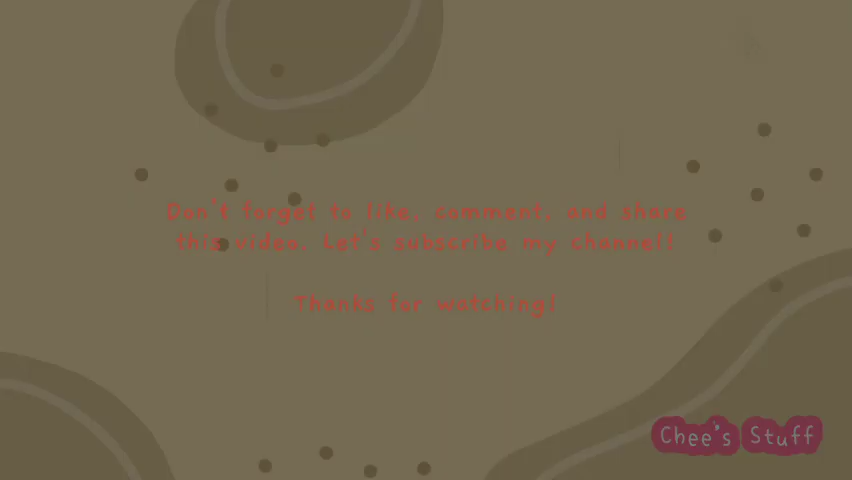 Don't forget to like, comment, and share
this video. Let's subscribe my channel!
Thanks for watching!
Chee's Stuff